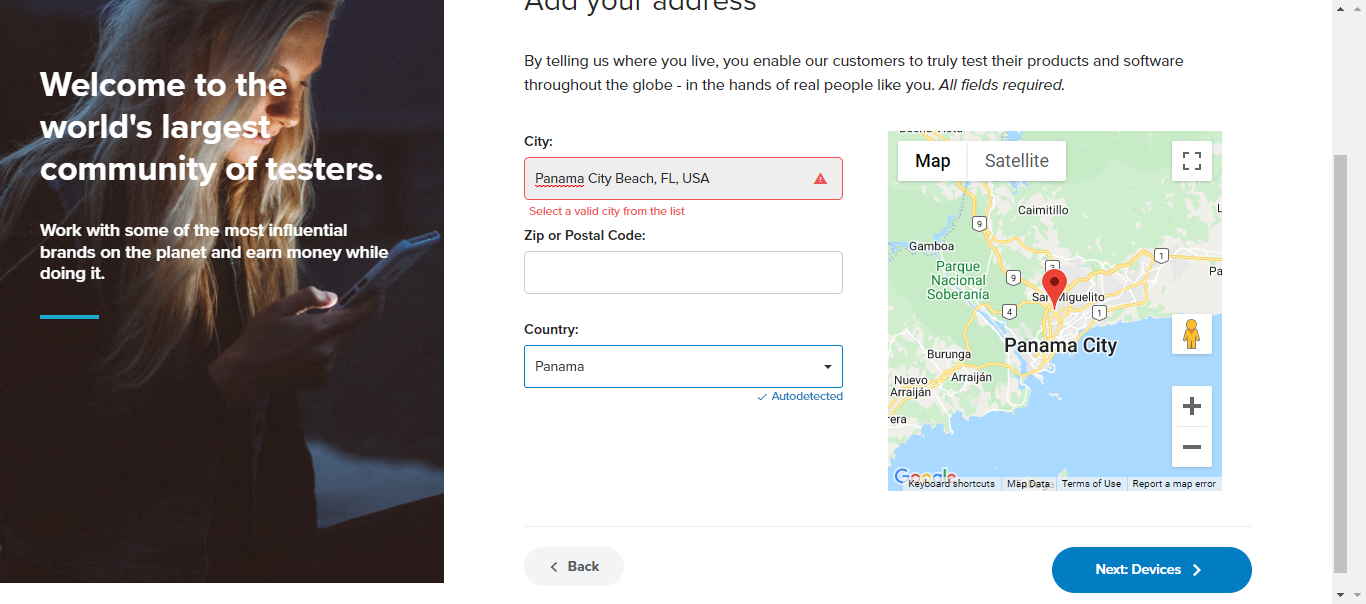 Add your address
Welcome to the
world's largest
community of testers.
Work with some of the most influential
brands on the planet and earn money while
doing it.
By telling us where you live, you enable our customers to truly test their products and software
throughout the globe - in the hands of real people like you. All fields required.
City:
Panama City Beach, FL, USA
Select a valid city from the list
Zip or Postal Code:
Country:
Panama
Autodetected
Map
Satellite
Caimitillo
9
Gamboa
1
Parque
Nacional
Soberanía
9
San Miguelito
4
1
Panama City
Burunga
Nuevo
Arraiján
Arraiján
Google
Keyboard shortcuts
Map Data
Terms of Use
Report a map error
Back
Next: Devices